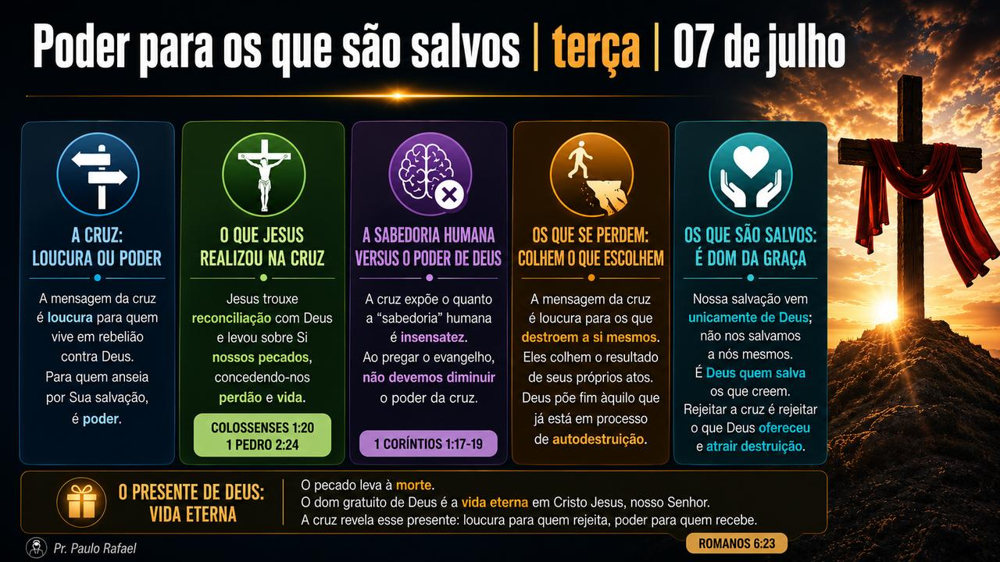 Poder para os que são salvos | terça | 07 de julho
A CRUZ:
LOUCURA OU PODER
A mensagem da cruz
é loucura para quem
vive em rebelião
contra Deus.
Para quem anseia
por Sua salvação,
é poder.
O QUE JESUS
REALIZOU NA CRUZ
Jesus trouxe
reconciliação com Deus
e levou sobre Si
nossos pecados,
concedendo-nos
perdão e vida.
COLOSSENSES 1:20
1 PEDRO 2:24
A SABEDORIA HUMANA
VERSUS O PODER DE DEUS
A cruz expõe o quanto
a “sabedoria” humana
é insensatez.
Ao pregar o evangelho,
não devemos diminuir
o poder da cruz.
1 CORÍNTIOS 1:17-19
OS QUE SE PERDEM:
COLHEM O QUE ESCOLHEM
A mensagem da cruz
é loucura para os que
destroem a si mesmos.
Eles colhem o resultado
de seus próprios atos.
Deus põe fim àquilo que
já está em processo
de autodestruição.
OS QUE SÃO SALVOS:
É DOM DA GRAÇA
Nossa salvação vem
unicamente de Deus;
não nos salvamos
a nós mesmos.
É Deus quem salva
os que creem.
Rejeitar a cruz é rejeitar
o que Deus ofereceu
e atrair destruição.
O PRESENTE DE DEUS:
VIDA ETERNA
O pecado leva à morte.
O dom gratuito de Deus é a vida eterna em Cristo Jesus, nosso Senhor.
A cruz revela esse presente: loucura para quem rejeita, poder para quem recebe.
ROMANOS 6:23
Pr. Paulo Rafael